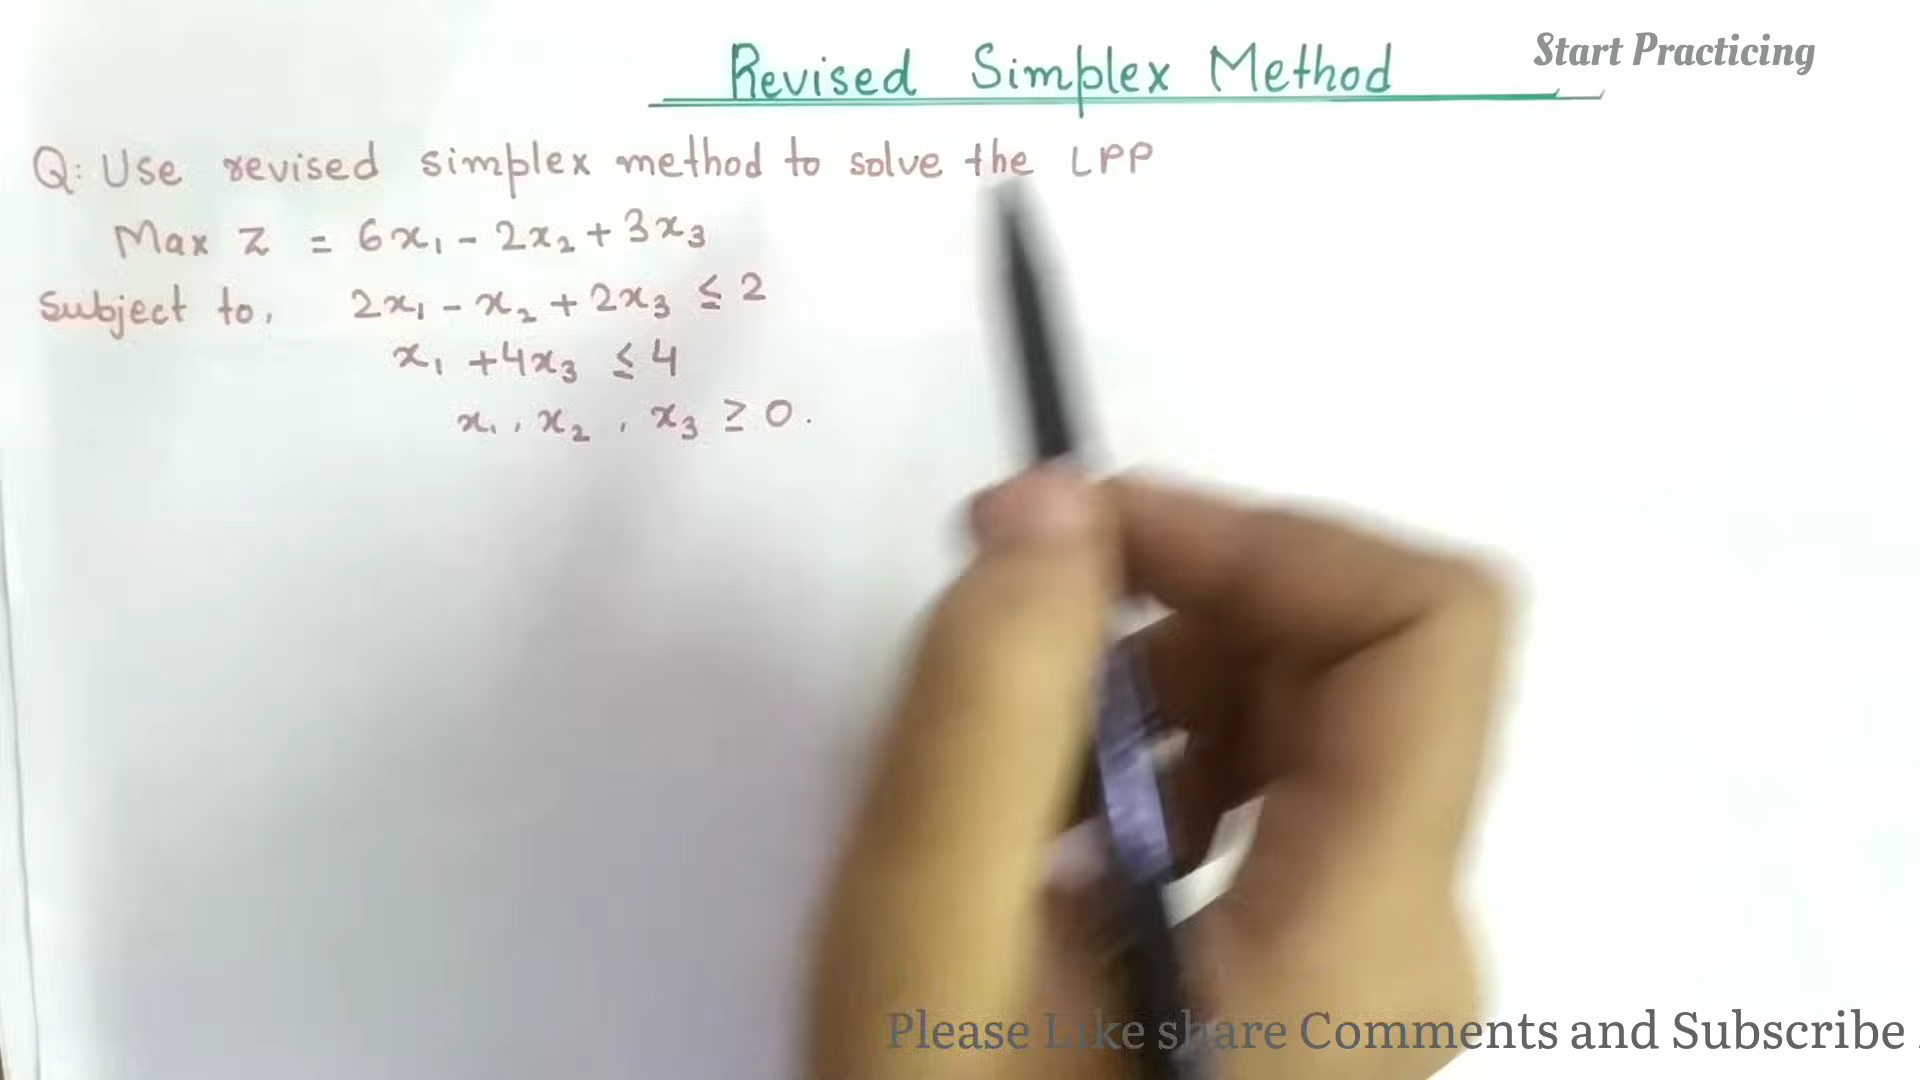 Revised Simplex Method
Start Practicing
Q: Use revised simplex method to solve the LPP
Max Z = 6x₁ - 2x₂ + 3x₃
Subject to, 2x₁ - x₂ + 2x₃ ≤ 2
x₁ + 4x₃ ≤ 4
x₁, x₂, x₃ ≥ 0.
Please Like share Comments and Subscribe